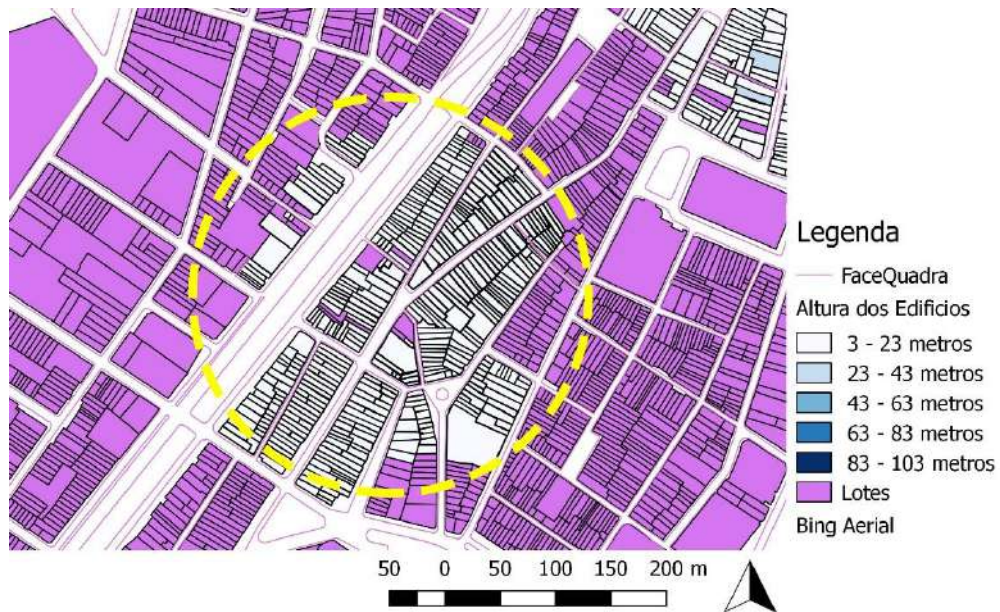 Legenda
FaceQuadra
Altura dos Edificios
3 - 23 metros
23 - 43 metros
43 - 63 metros
63 - 83 metros
83 - 103 metros
Lotes
Bing Aerial
50 0 50 100 150 200 m